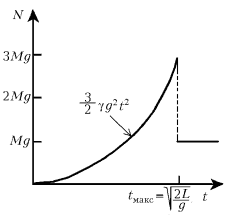 N
3Mg
2Mg
3/2 γg²t²
Mg
t_макс = √(2L/g) t